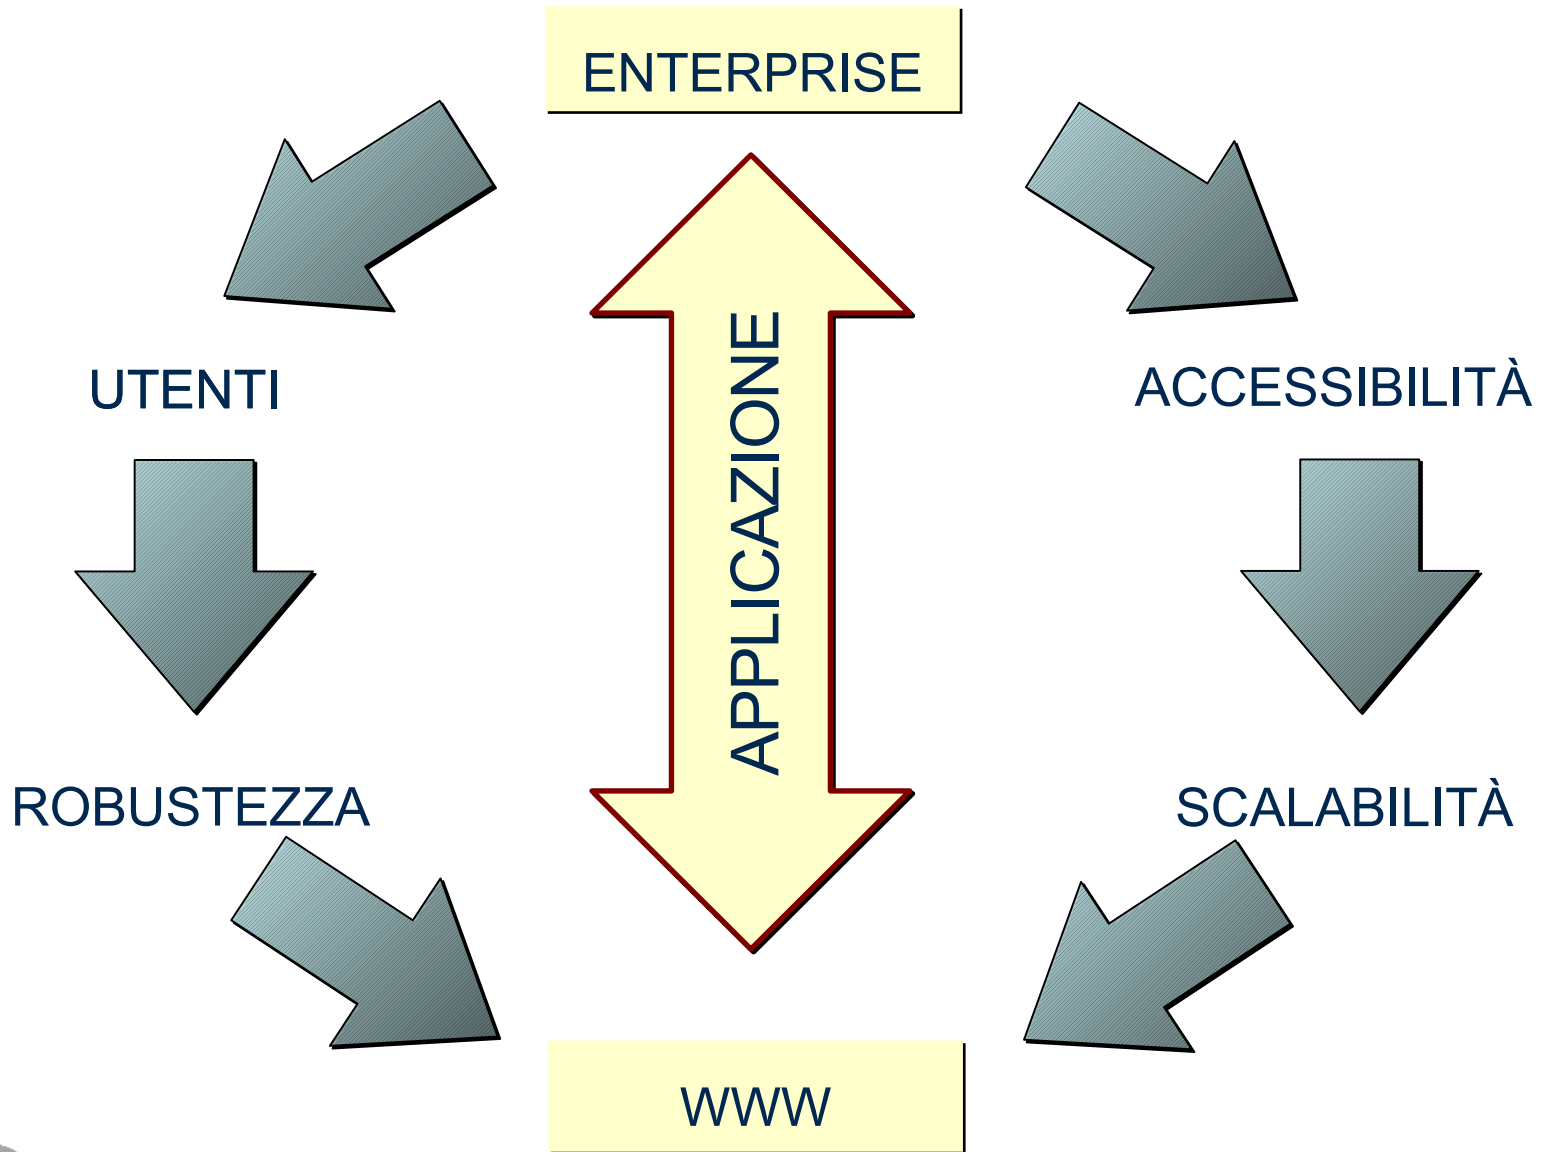 ENTERPRISE
UTENTI
APPLICAZIONE
ACCESSIBILITÀ
ROBUSTEZZA
SCALABILITÀ
WWW